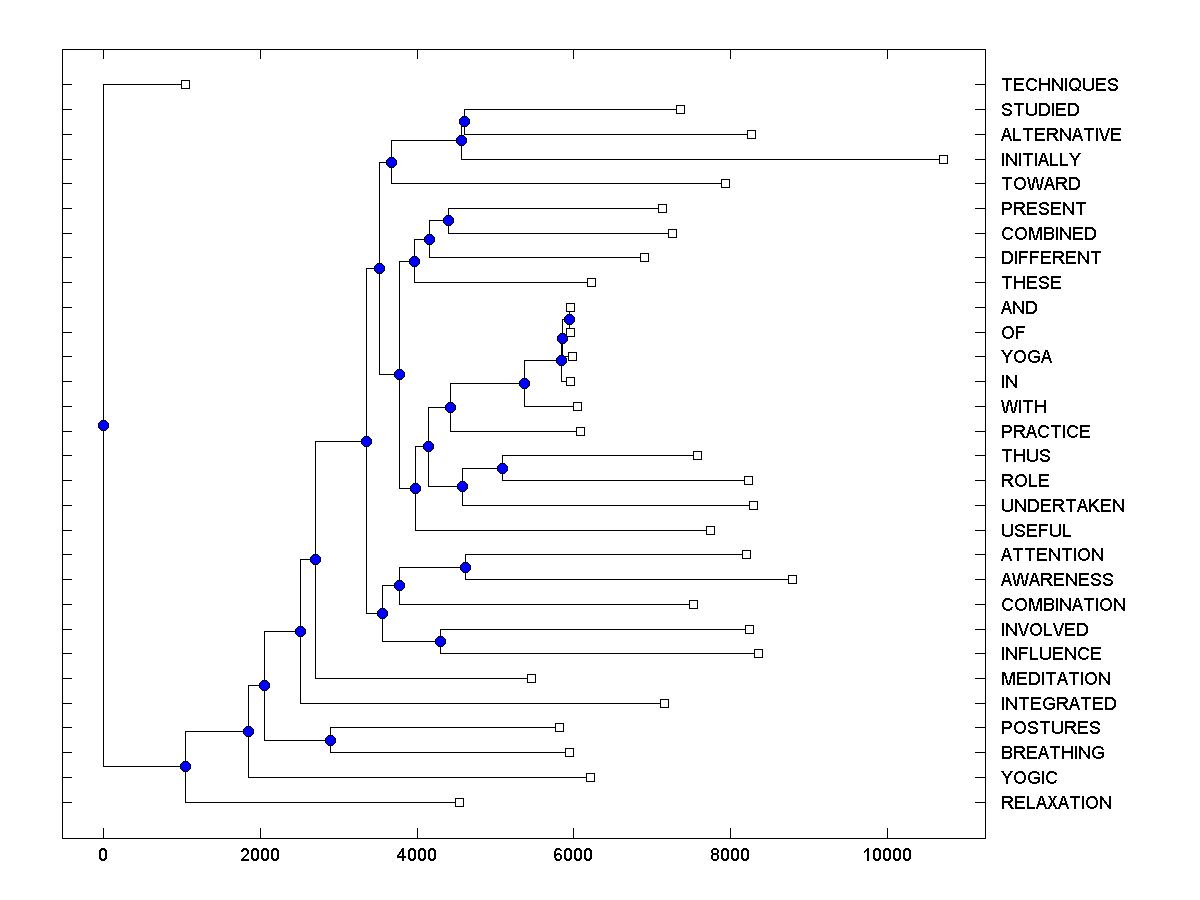 TECHNIQUES
STUDIED
ALTERNATIVE
INITIALLY
TOWARD
PRESENT
COMBINED
DIFFERENT
THESE
AND
OF
YOGA
IN
WITH
PRACTICE
THUS
ROLE
UNDERTAKEN
USEFUL
ATTENTION
AWARENESS
COMBINATION
INVOLVED
INFLUENCE
MEDITATION
INTEGRATED
POSTURES
BREATHING
YOGIC
RELAXATION
0 2000 4000 6000 8000 10000